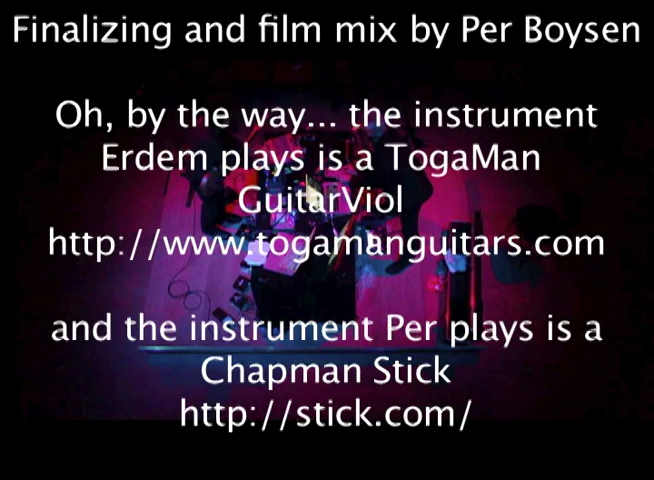 Finalizing and film mix by Per Boysen
Oh, by the way... the instrument
Erdem plays is a TogaMan
GuitarViol
http://www.togamanguitars.com
and the instrument Per plays is a
Chapman Stick
http://stick.com/